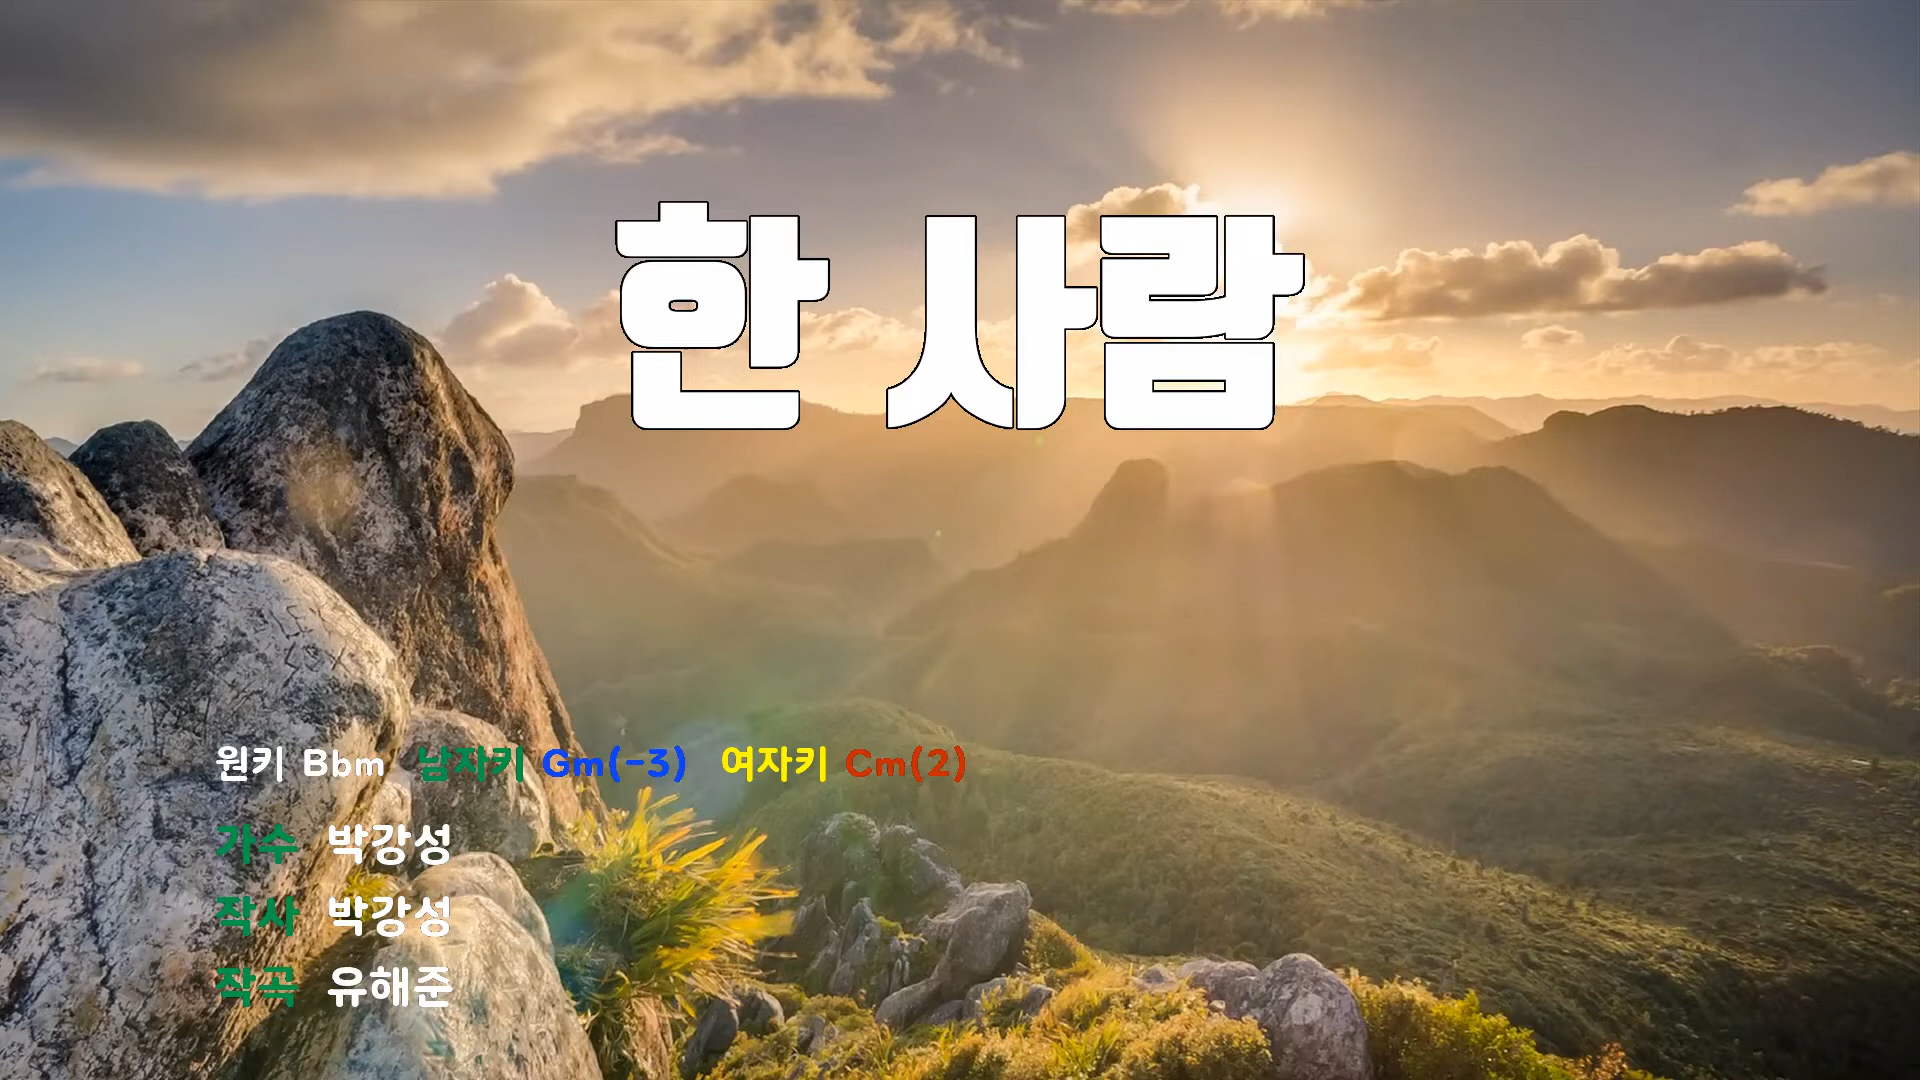 한 사람
원키 Bbm 남자키 Gm(-3) 여자키 Cm(2)
가수 박강성
작사 박강성
작곡 유해준